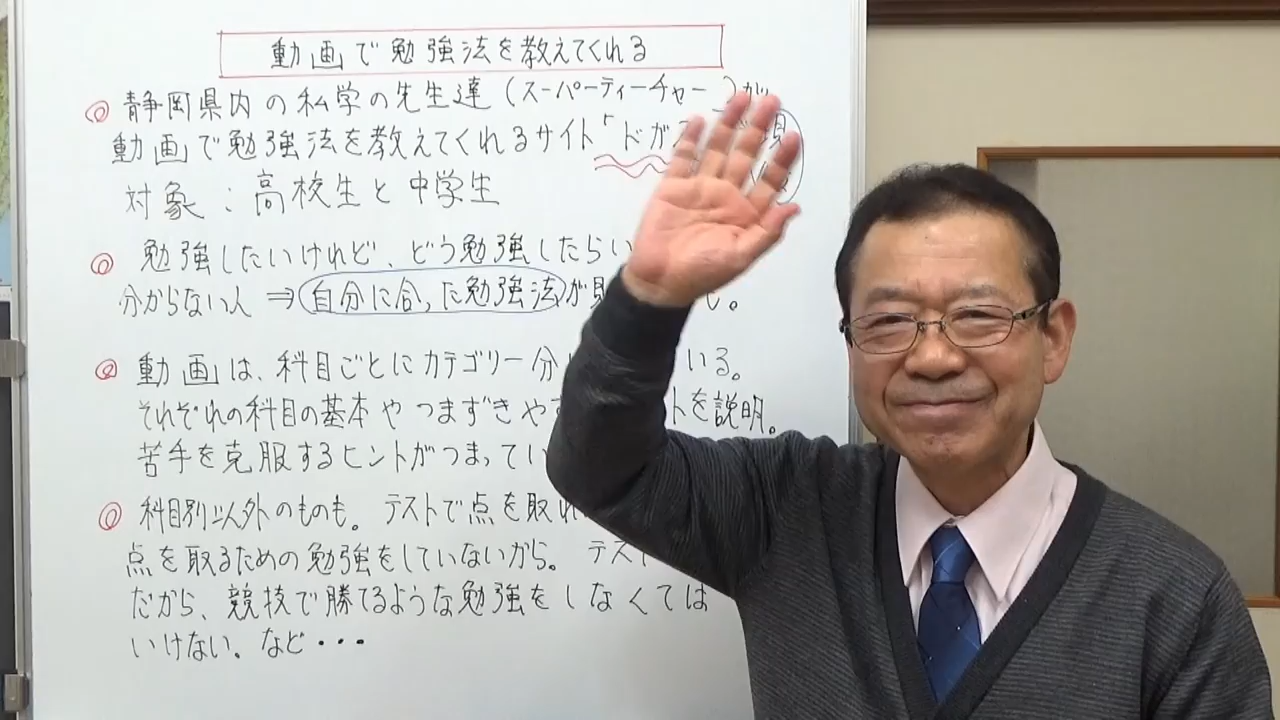 動画で勉強法を教えてくれる
◎ 静岡県内の私学の先生達（スーパーティーチャー）が
動画で勉強法を教えてくれるサイト「ドガ 現
対象：高校生と中学生
◎ 勉強したいけれど、どう勉強したらい
分からない人 ⇒ 自分に合った勉強法が 。
◎ 動画は、科目ごとにカテゴリー分 いる。
それぞれの科目の基本やつまずきや トを説明。
苦手を克服するヒントがつまってい
◎ 科目別以外のものも。テストで点を取れ
点を取るための勉強をしていないから。テスト
だから、競技で勝てるような勉強をしなくては
いけない。など・・・